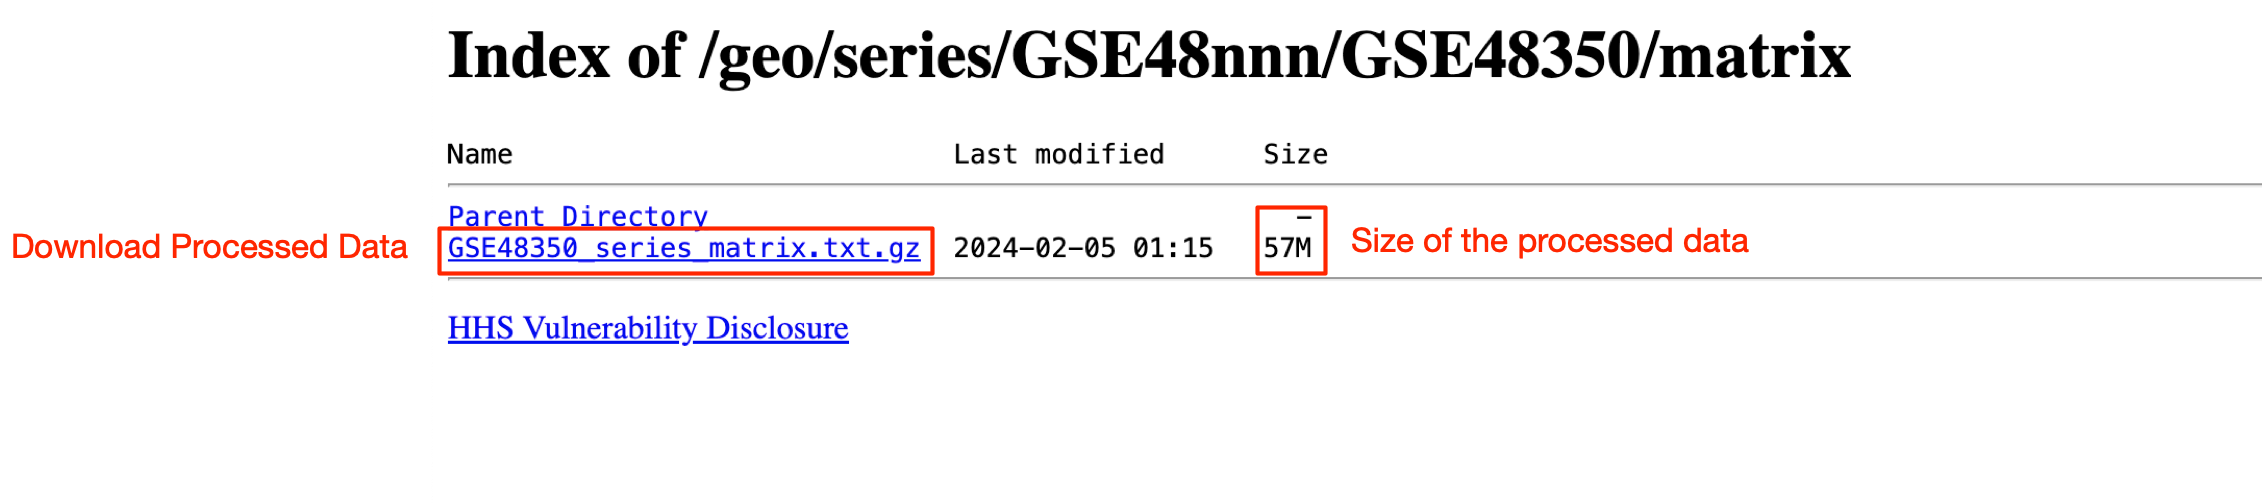 Index of /geo/series/GSE48nnn/GSE48350/matrix
Name Last modified Size
Parent Directory -
Download Processed Data GSE48350_series_matrix.txt.gz 2024-02-05 01:15 57M Size of the processed data
HHS Vulnerability Disclosure